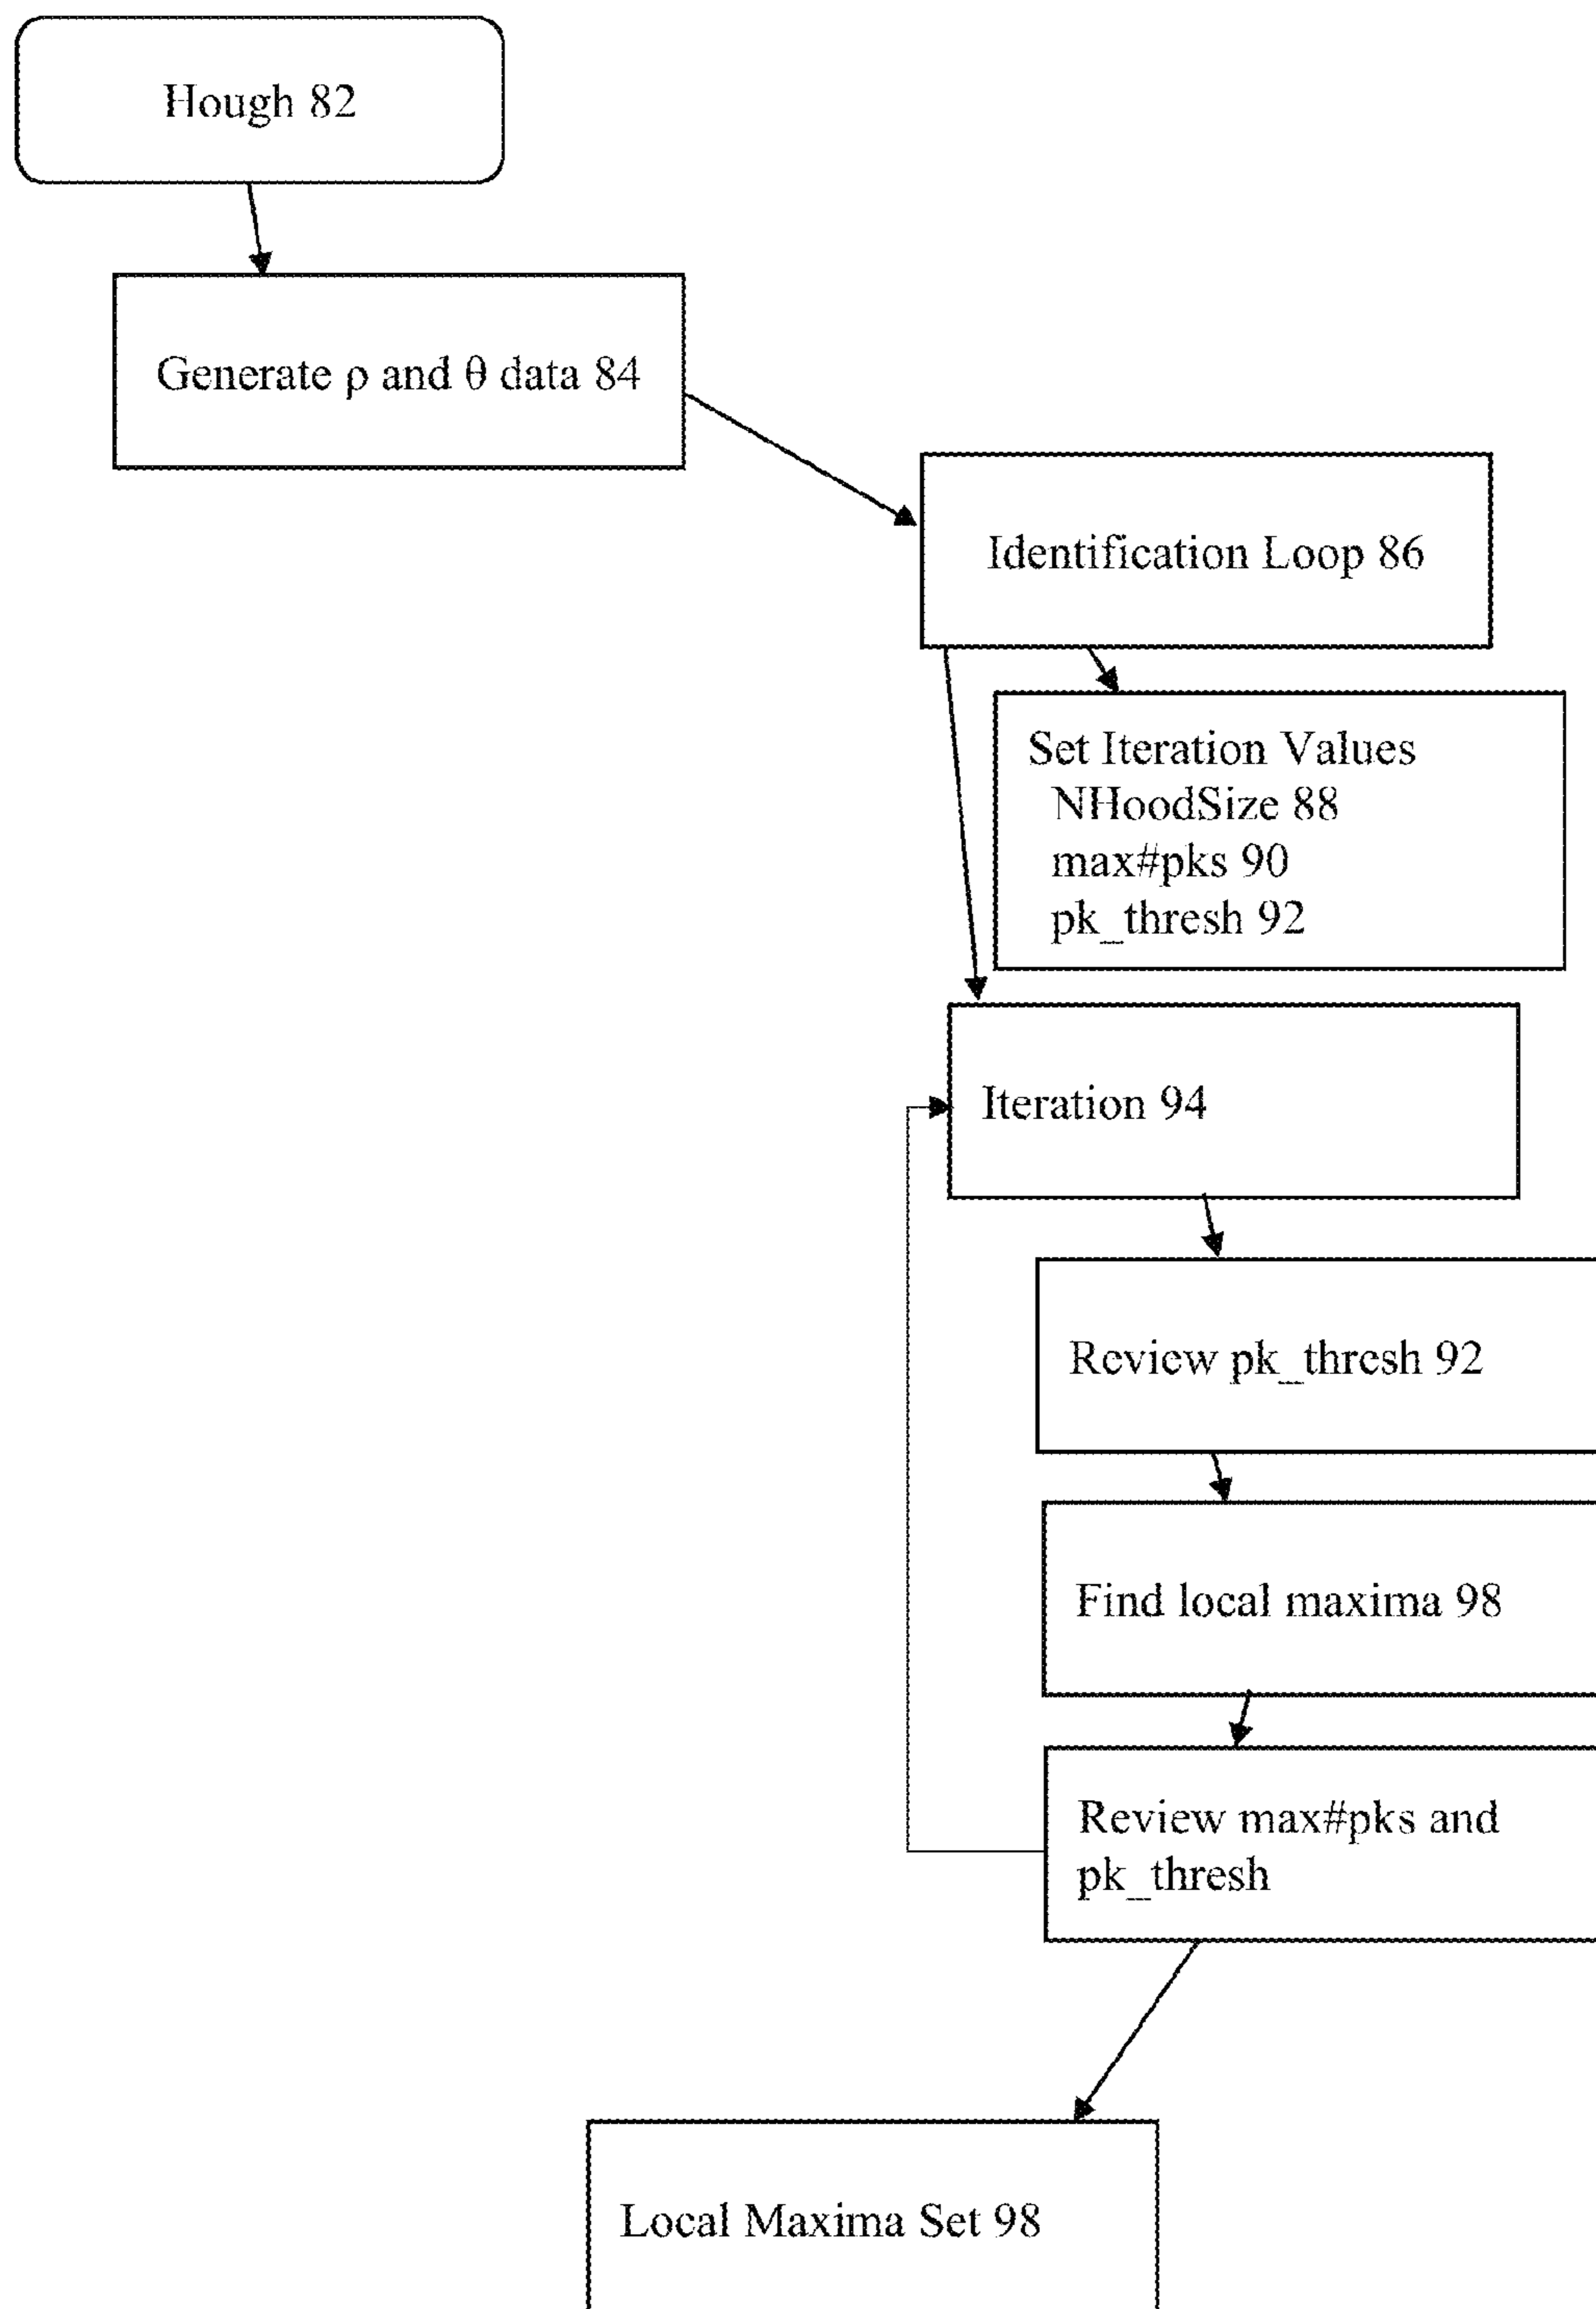 Hough 82
Generate ρ and θ data 84
Identification Loop 86
Set Iteration Values
NHoodSize 88
max#pks 90
pk_thresh 92
Iteration 94
Review pk_thresh 92
Find local maxima 98
Review max#pks and
pk_thresh
Local Maxima Set 98